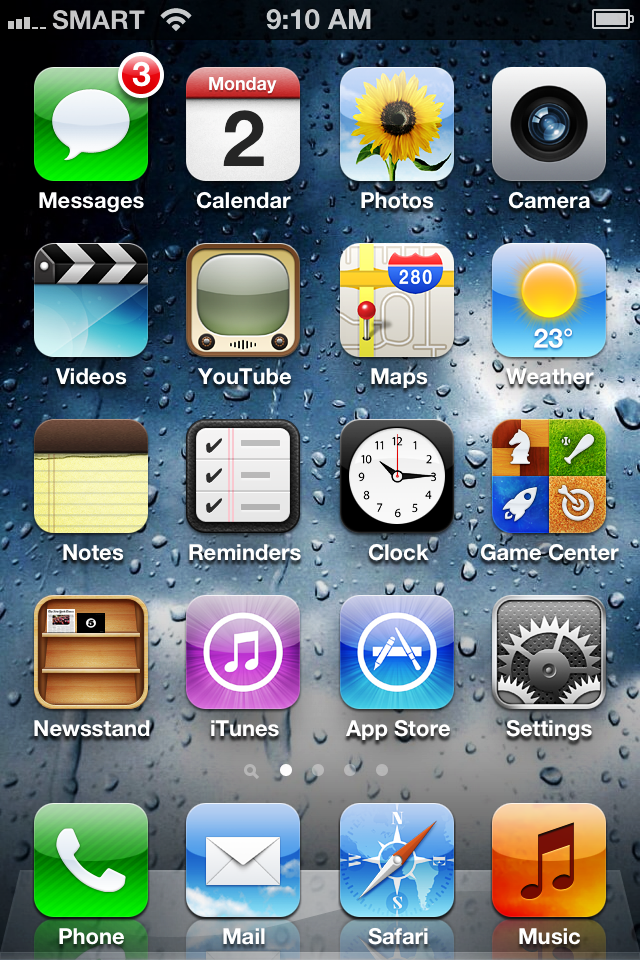 SMART 9:10 AM
3
Monday
2
Messages Calendar Photos Camera
280
23°
Videos YouTube Maps Weather
12
11 1
10 2
9 3
8 4
7 5
6
Notes Reminders Clock Game Center
Newsstand iTunes App Store Settings
N
W E
S
Phone Mail Safari Music